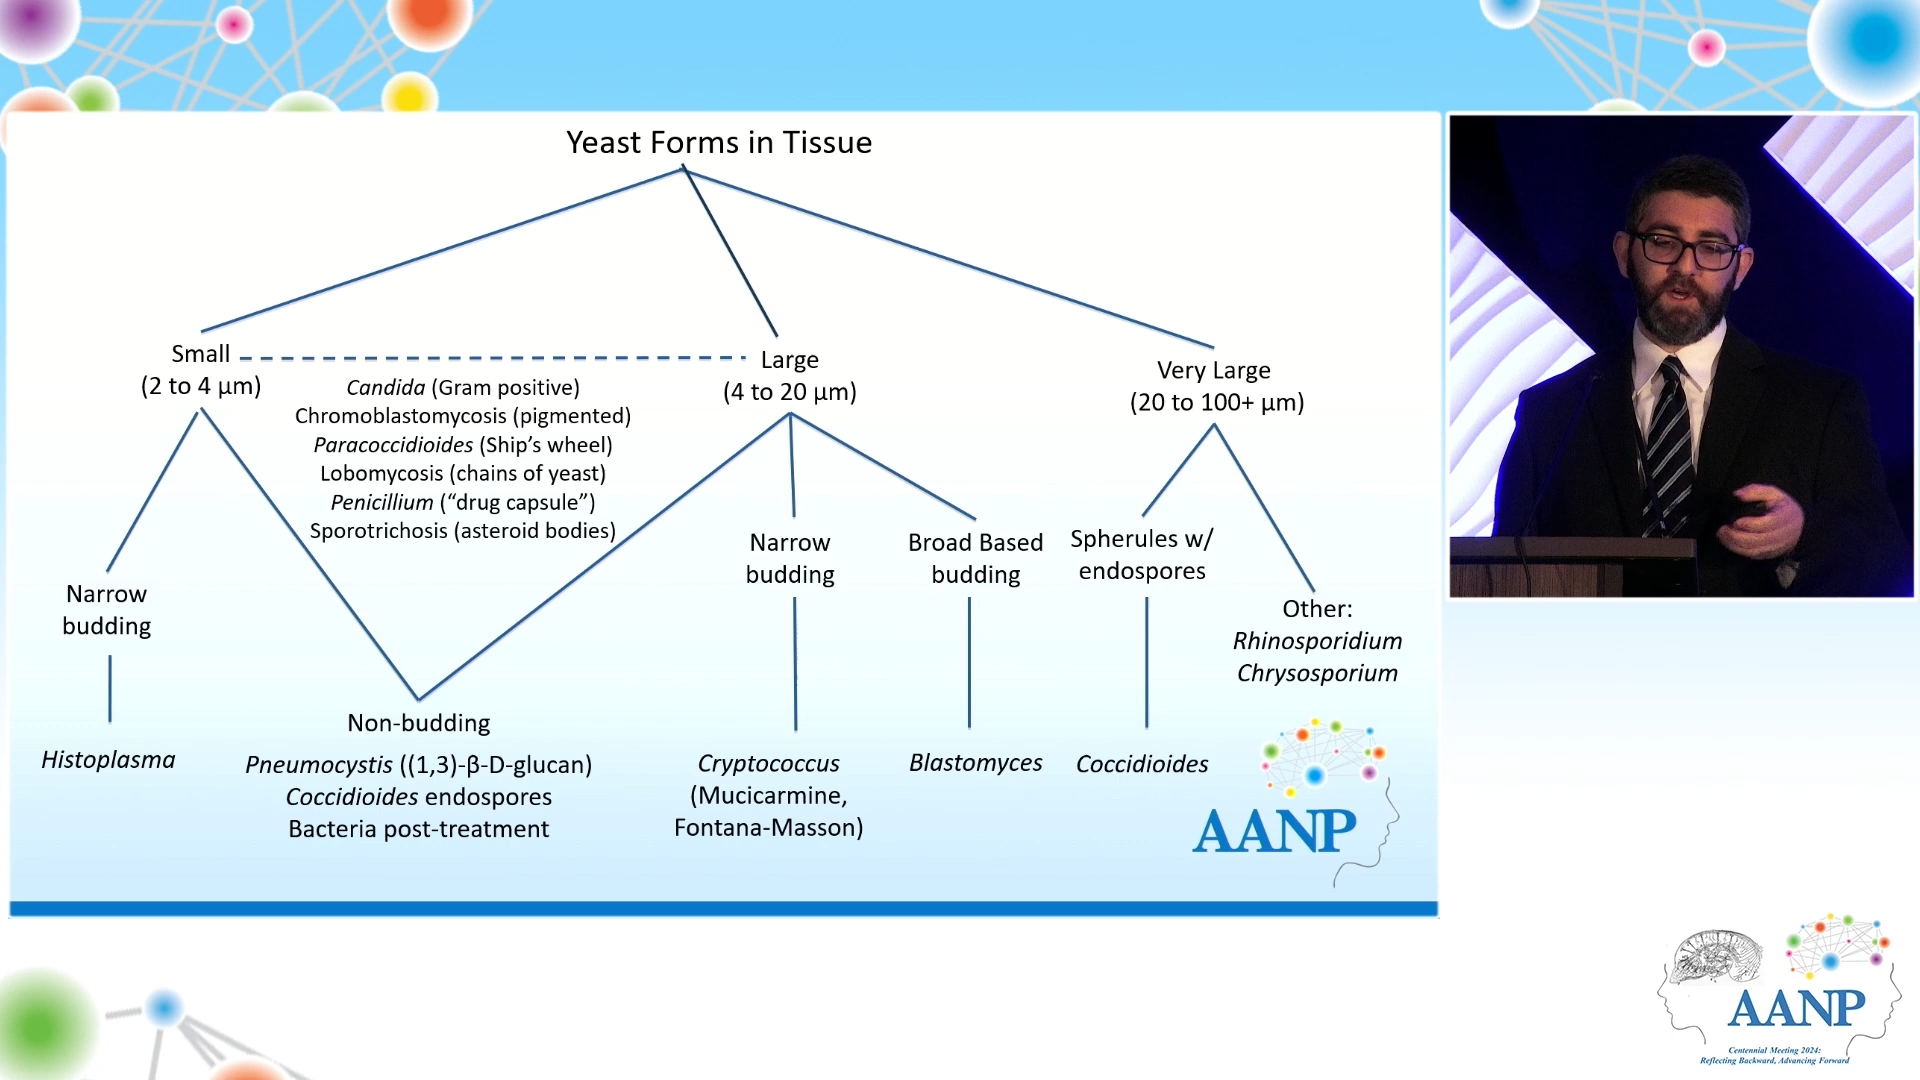 Yeast Forms in Tissue
Small
(2 to 4 µm)
Candida (Gram positive)
Chromoblastomycosis (pigmented)
Paracoccidioides (Ship’s wheel)
Lobomycosis (chains of yeast)
Penicillium (“drug capsule”)
Sporotrichosis (asteroid bodies)
Large
(4 to 20 µm)
Very Large
(20 to 100+ µm)
Narrow
budding
Histoplasma
Non-budding
Pneumocystis ((1,3)-β-D-glucan)
Coccidioides endospores
Bacteria post-treatment
Narrow
budding
Cryptococcus
(Mucicarmine,
Fontana-Masson)
Broad Based
budding
Blastomyces
Spherules w/
endospores
Coccidioides
Other:
Rhinosporidium
Chrysosporium
AANP
AANP
Centennial Meeting 2024:
Reflecting Backward, Advancing Forward